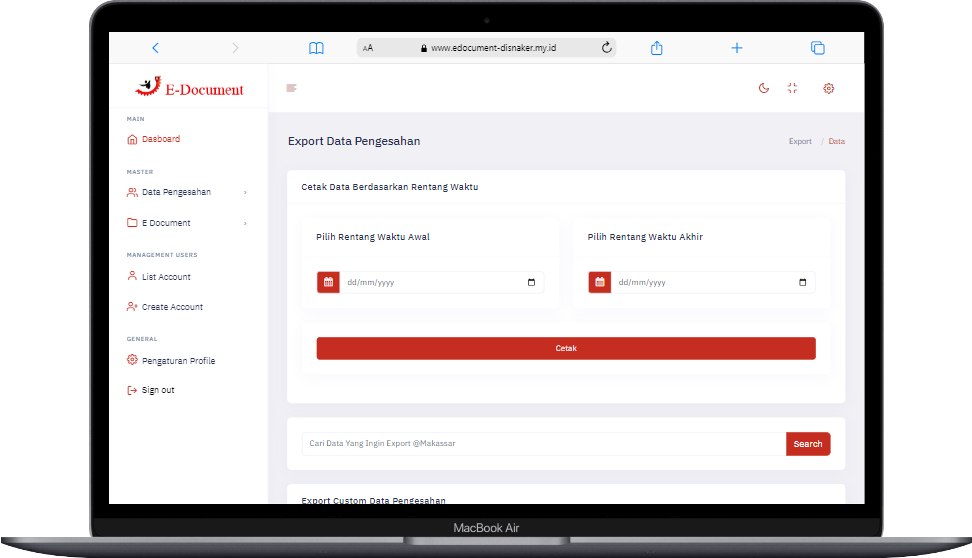 AA www.edocument-disnaker.my.id
E-Document
MAIN
Dasboard
MASTER
Data Pengesahan
E Document
MANAGEMENT USERS
List Account
Create Account
GENERAL
Pengaturan Profile
Sign out
Export Data Pengesahan
Export / Data
Cetak Data Berdasarkan Rentang Waktu
Pilih Rentang Waktu Awal
dd/mm/yyyy
Pilih Rentang Waktu Akhir
dd/mm/yyyy
Cetak
Cari Data Yang Ingin Export @Makassar
Search
Export Custom Data Pengesahan
MacBook Air